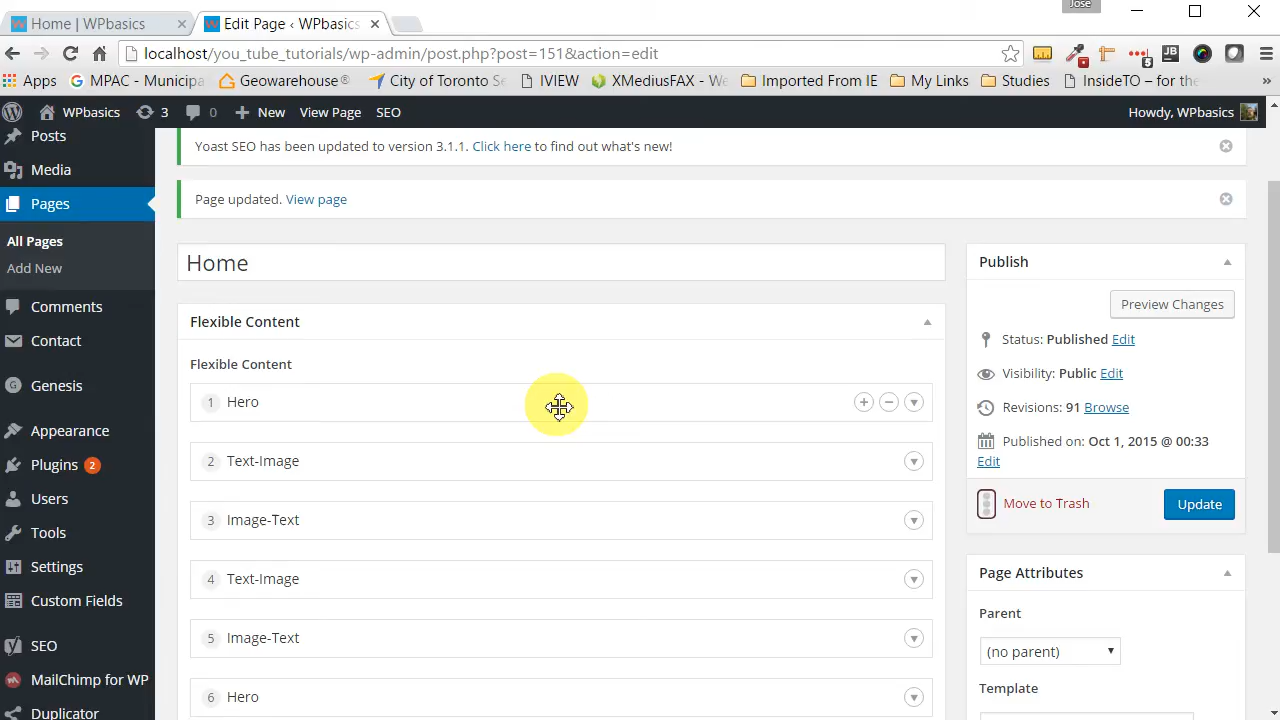 Jose
Home | WPbasics
Edit Page ‹ WPbasics
localhost/you_tube_tutorials/wp-admin/post.php?post=151&action=edit
JB
Apps
MPAC - Municipa
Geowarehouse®
City of Toronto Se
IVIEW
XMediusFAX - We
Imported From IE
My Links
Studies
InsideTO – for the
»
WPbasics
3
0
New
View Page
SEO
Howdy, WPbasics
Posts
Media
Pages
All Pages
Add New
Comments
Contact
Genesis
Appearance
Plugins 2
Users
Tools
Settings
Custom Fields
SEO
MailChimp for WP
Duplicator
Yoast SEO has been updated to version 3.1.1. Click here to find out what's new!
Page updated. View page
Home
Flexible Content
Flexible Content
1 Hero
2 Text-Image
3 Image-Text
4 Text-Image
5 Image-Text
6 Hero
Publish
Preview Changes
Status: Published Edit
Visibility: Public Edit
Revisions: 91 Browse
Published on: Oct 1, 2015 @ 00:33
Edit
Move to Trash
Update
Page Attributes
Parent
(no parent)
Template